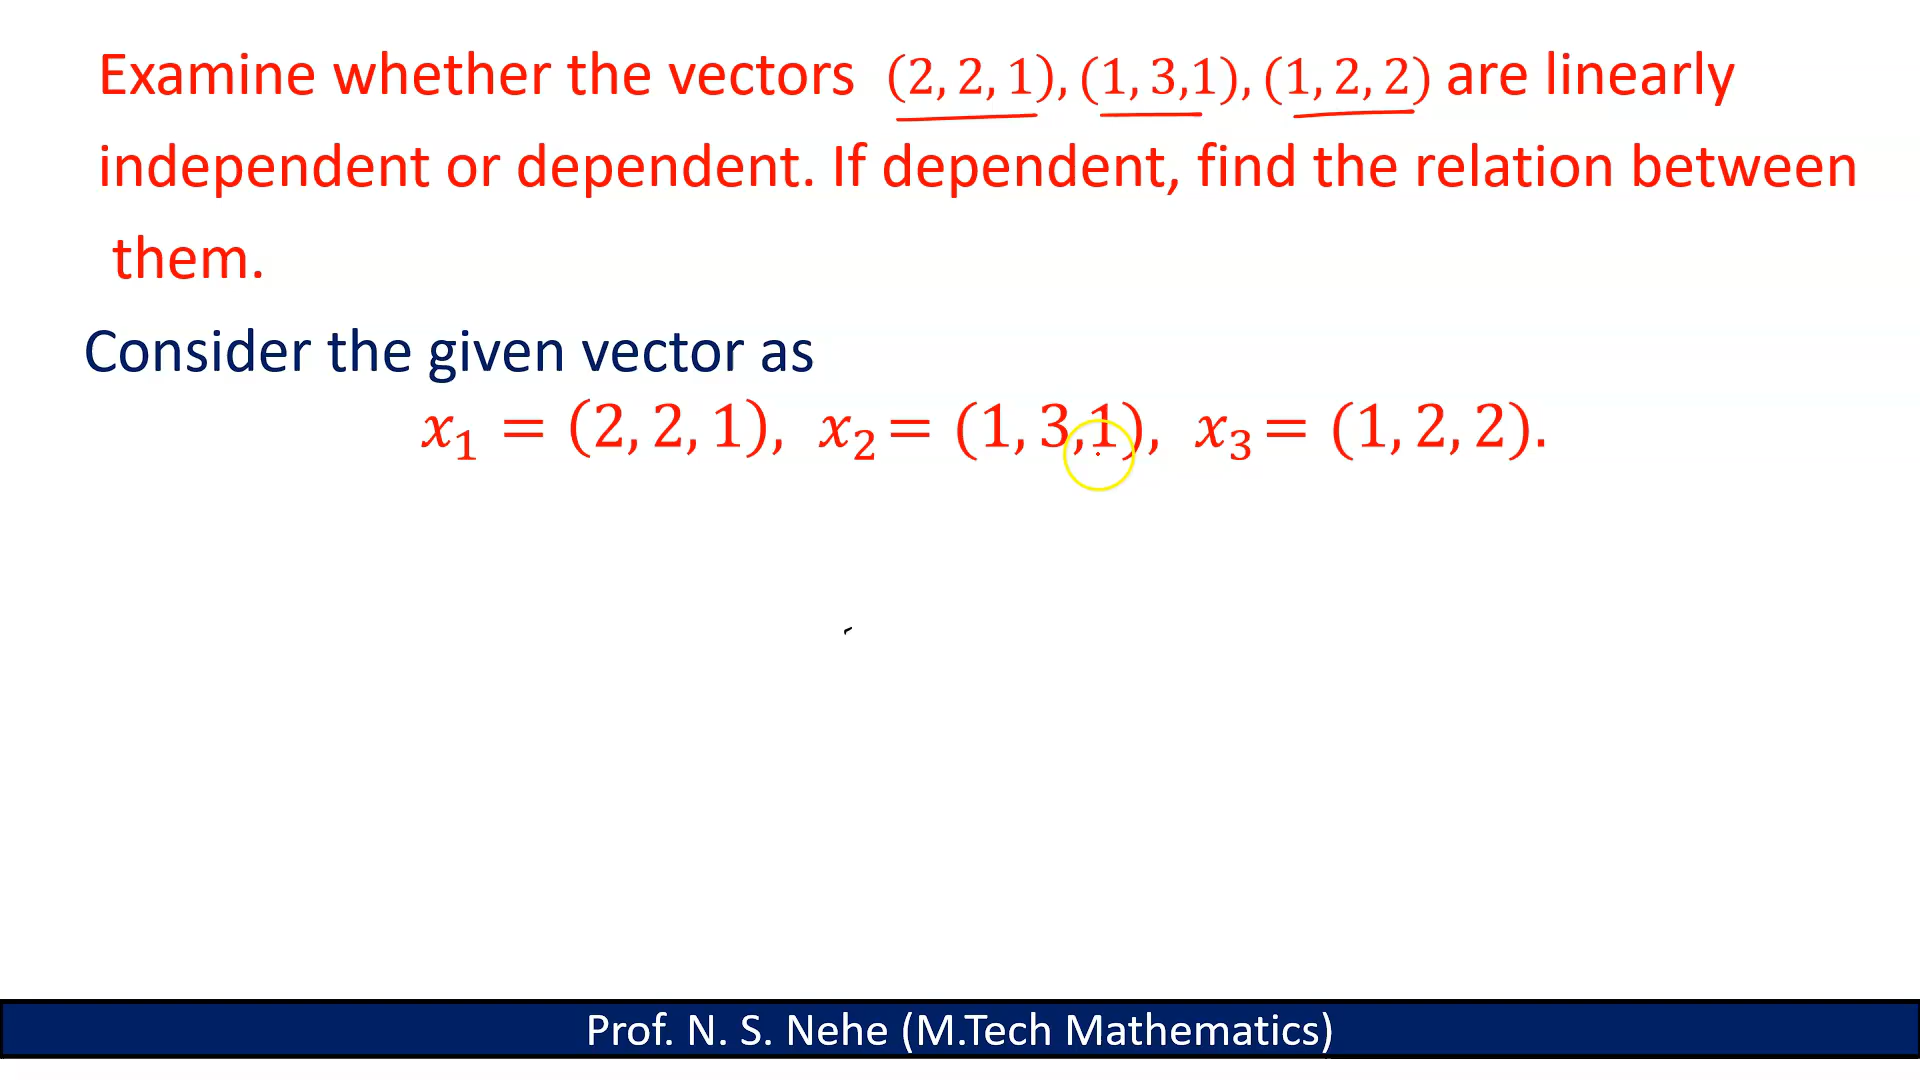 Examine whether the vectors (2, 2, 1), (1, 3,1), (1, 2, 2) are linearly
independent or dependent. If dependent, find the relation between
them.
Consider the given vector as
x₁ = (2, 2, 1), x₂ = (1, 3,1), x₃ = (1, 2, 2).
Prof. N. S. Nehe (M.Tech Mathematics)